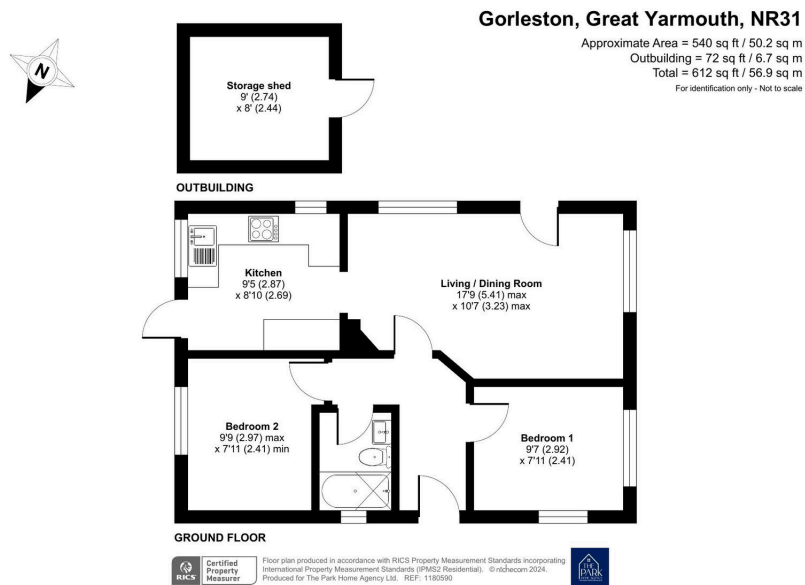 Gorleston, Great Yarmouth, NR31
Approximate Area = 540 sq ft / 50.2 sq m
Outbuilding = 72 sq ft / 6.7 sq m
Total = 612 sq ft / 56.9 sq m
For identification only - Not to scale
N
Storage shed
9' (2.74)
x 8' (2.44)
OUTBUILDING
Kitchen
9'5 (2.87)
x 8'10 (2.69)
Living / Dining Room
17'9 (5.41) max
x 10'7 (3.23) max
Bedroom 2
9'9 (2.97) max
x 7'11 (2.41) min
Bedroom 1
9'7 (2.92)
x 7'11 (2.41)
GROUND FLOOR
RICS
Certified
Property
Measurer
Floor plan produced in accordance with RICS Property Measurement Standards incorporating
International Property Measurement Standards (IPMS2 Residential). © nichecom 2024.
Produced for The Park Home Agency Ltd. REF: 1180590
THE
PARK